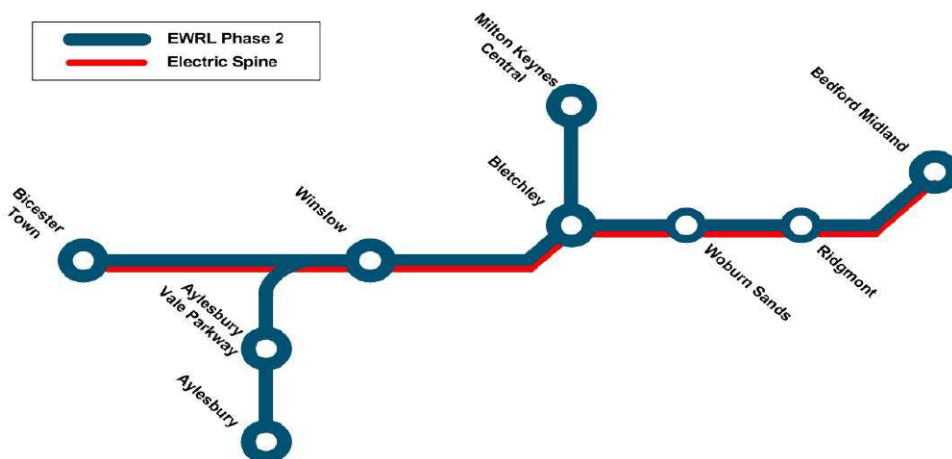 EWRL Phase 2
Electric Spine
Milton Keynes
Central
Bedford Midland
Bletchley
Bicester
Town
Winslow
Woburn Sands
Ridgmont
Aylesbury
Vale Parkway
Aylesbury